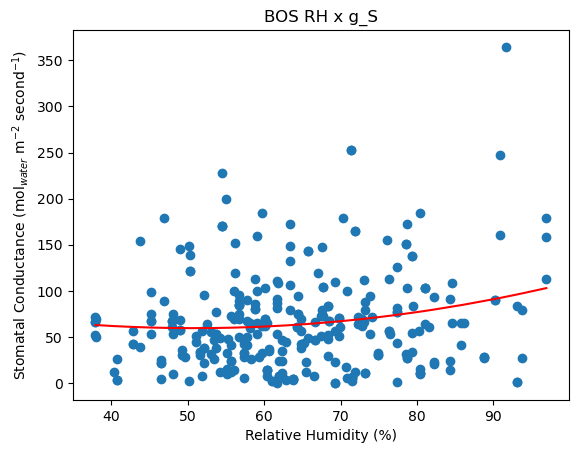 BOS RH x g_S
Stomatal Conductance (mol$_{water}$ m$^{-2}$ second$^{-1}$)
350
300
250
200
150
100
50
0
40 50 60 70 80 90
Relative Humidity (%)